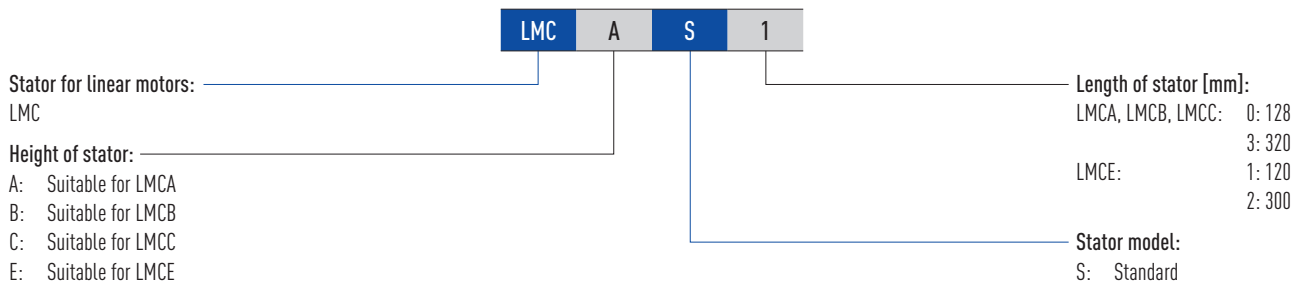 LMC A S 1
Stator for linear motors:
LMC
Height of stator:
A: Suitable for LMCA
B: Suitable for LMCB
C: Suitable for LMCC
E: Suitable for LMCE
Length of stator [mm]:
LMCA, LMCB, LMCC: 0: 128
3: 320
LMCE: 1: 120
2: 300
Stator model:
S: Standard